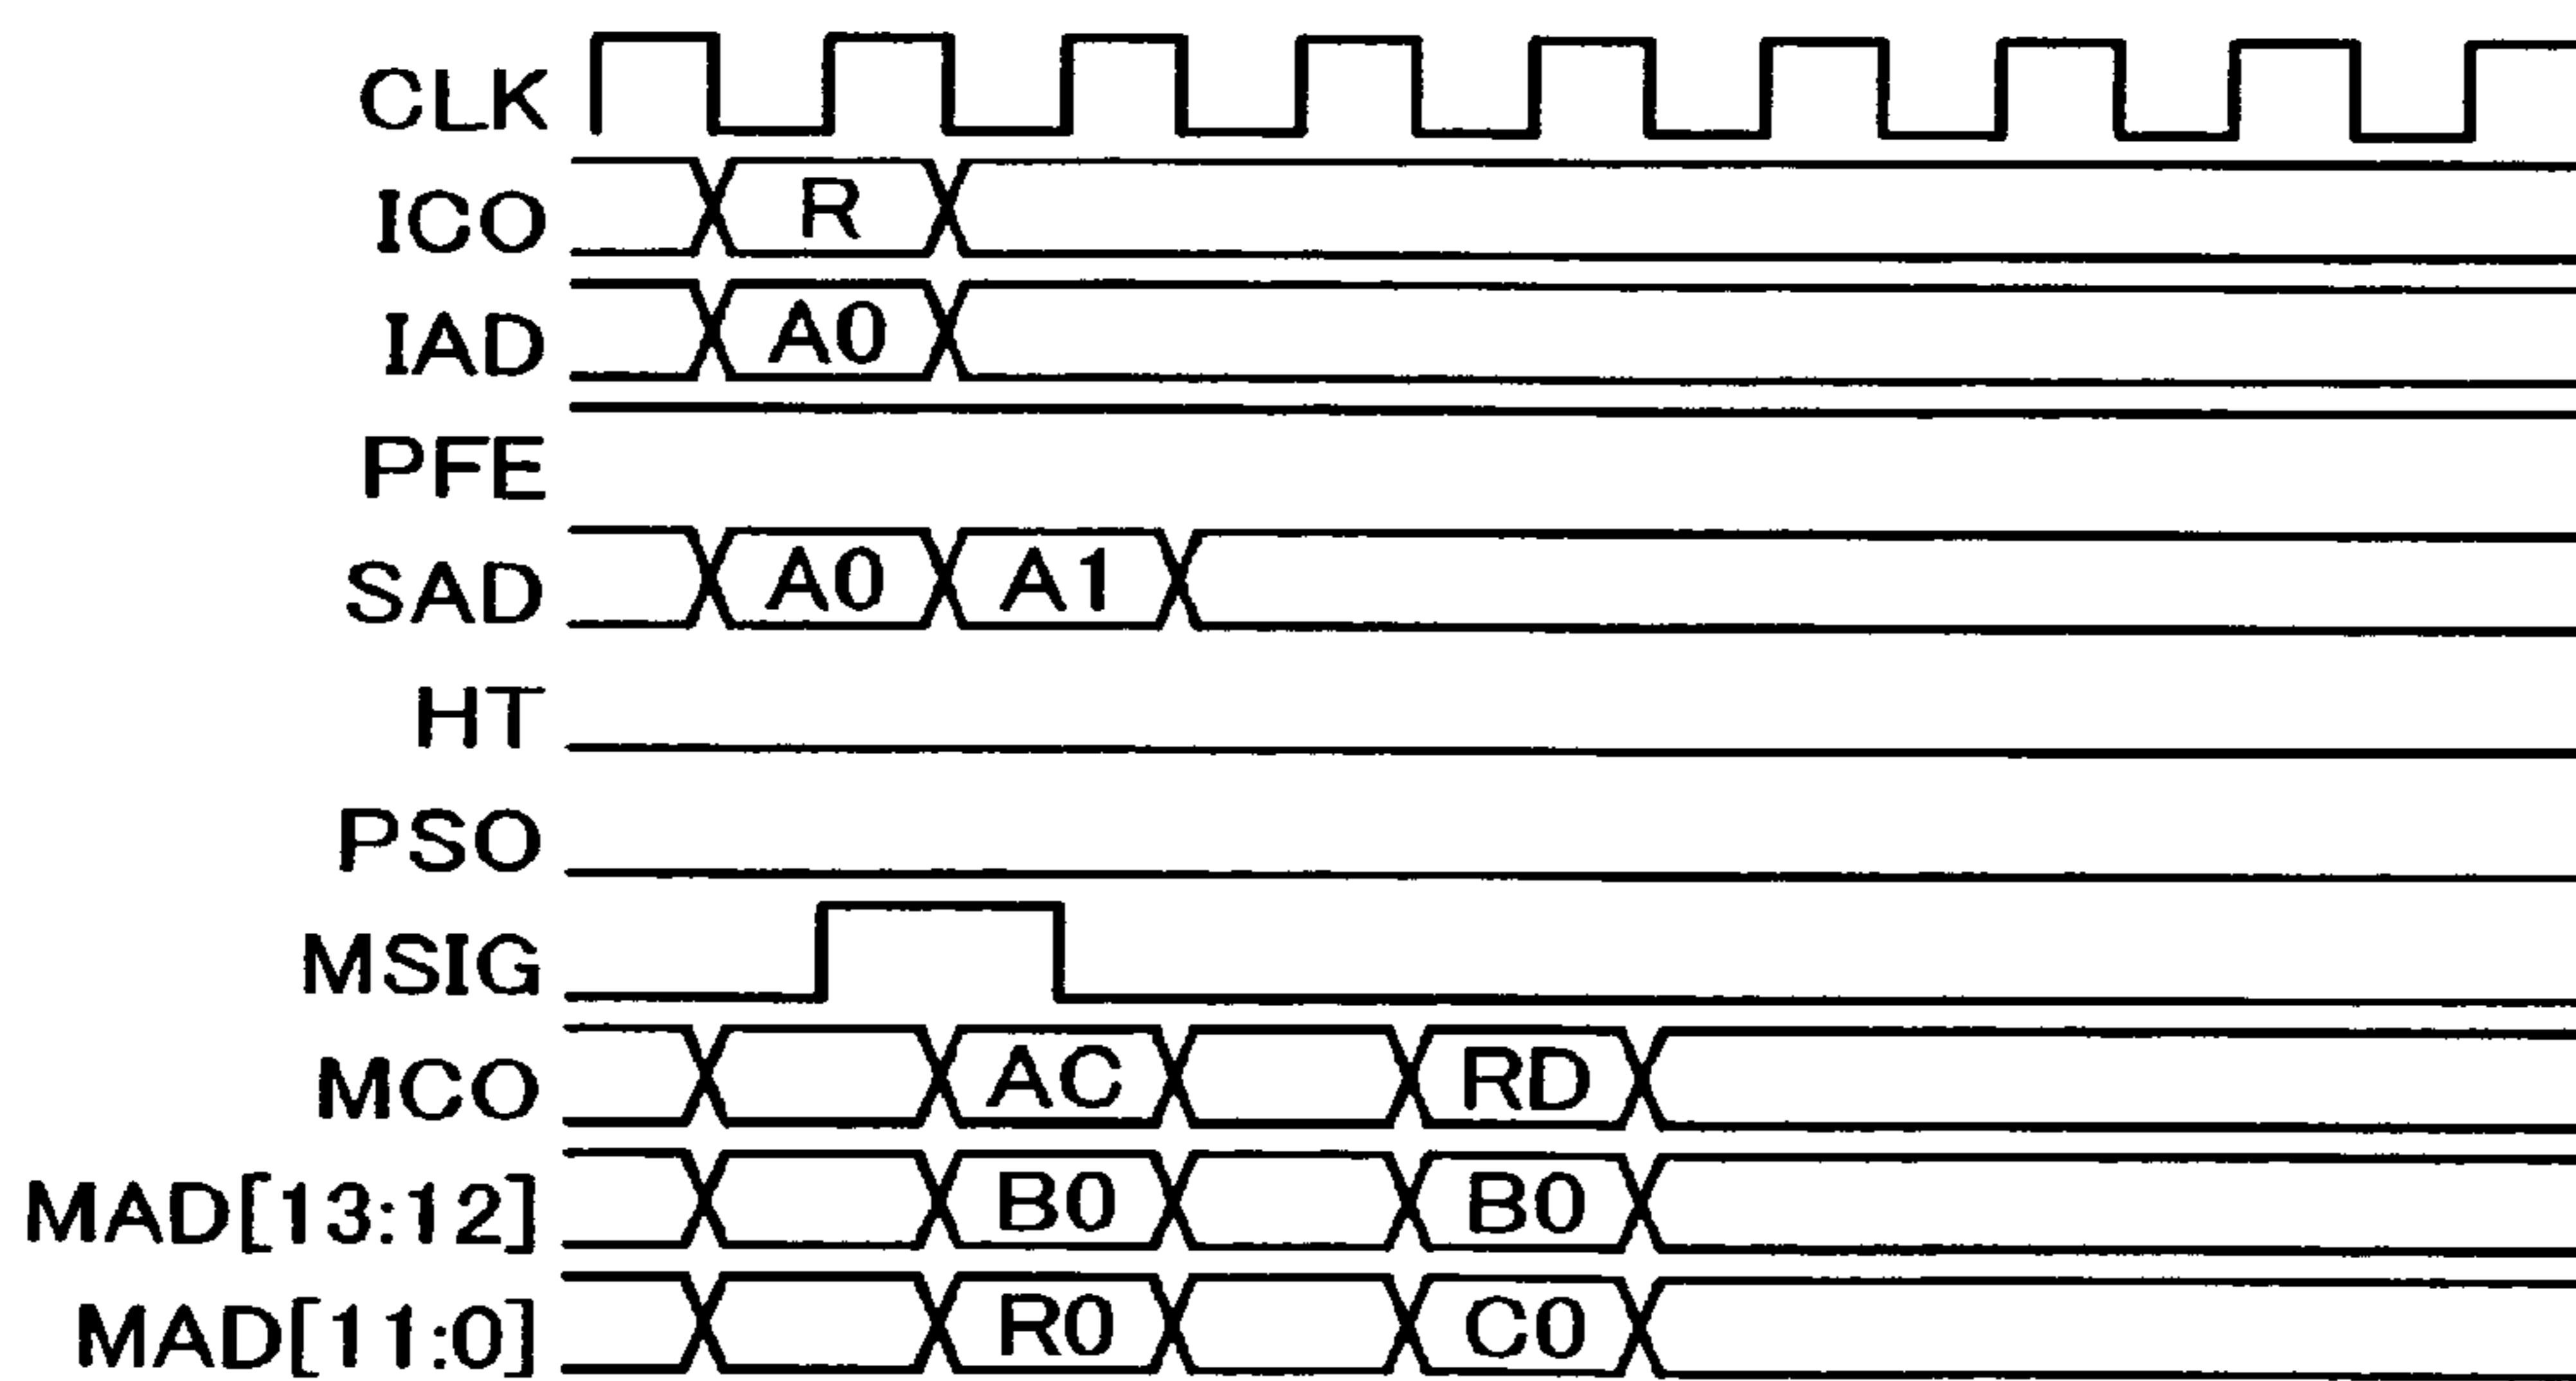 CLK
ICO R
IAD A0
PFE
SAD A0 A1
HT
PSO
MSIG
MCO AC RD
MAD[13:12] B0 B0
MAD[11:0] R0 C0